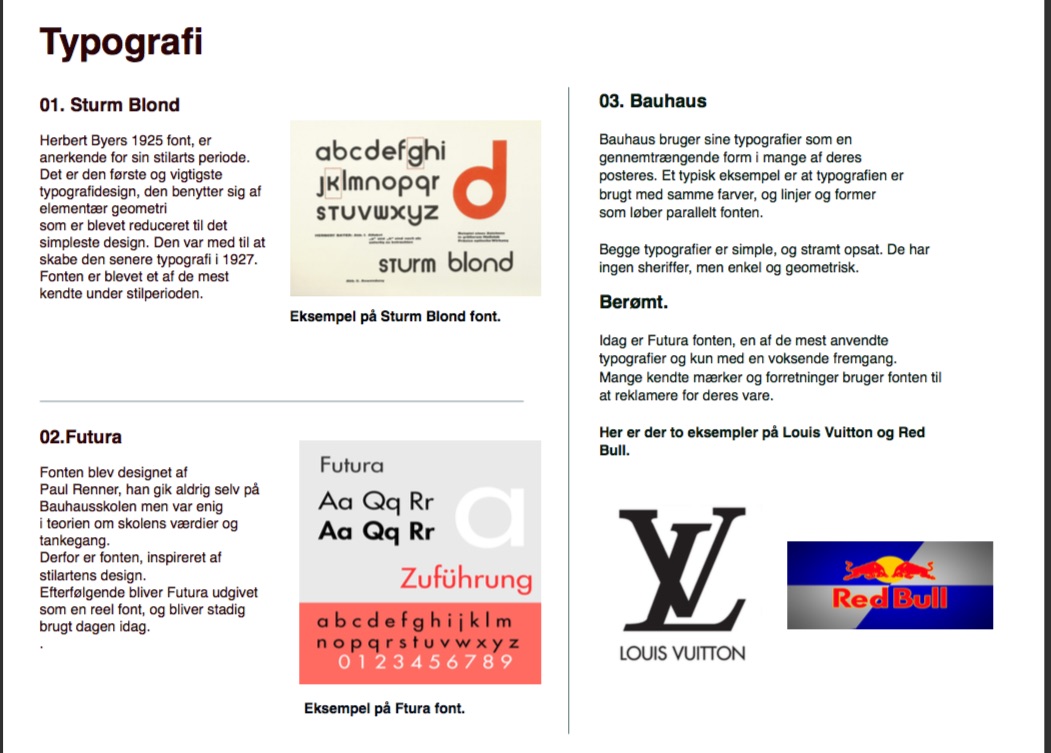 Typografi
01. Sturm Blond
Herbert Byers 1925 font, er
anerkende for sin stilarts periode.
Det er den første og vigtigste
typografidesign, den benytter sig af
elementær geometri
som er blevet reduceret til det
simpleste design. Den var med til at
skabe den senere typografi i 1927.
Fonten er blevet et af de mest
kendte under stilperioden.
abcdefghi
jklmnopqr
stuvwxyz
d
sturm blond
Eksempel på Sturm Blond font.
02.Futura
Fonten blev designet af
Paul Renner, han gik aldrig selv på
Bauhausskolen men var enig
i teorien om skolens værdier og
tankegang.
Derfor er fonten, inspireret af
stilartens design.
Efterfølgende bliver Futura udgivet
som en reel font, og bliver stadig
brugt dagen idag.
.
Futura
Aa Qq Rr
Aa Qq Rr
a
Zuführung
abcdefghijklm
nopqrstuvwxyz
0123456789
Eksempel på Ftura font.
03. Bauhaus
Bauhaus bruger sine typografier som en
gennemtrængende form i mange af deres
posteres. Et typisk eksempel er at typografien er
brugt med samme farver, og linjer og former
som løber parallelt fonten.
Begge typografier er simple, og stramt opsat. De har
ingen sheriffer, men enkel og geometrisk.
Berømt.
Idag er Futura fonten, en af de mest anvendte
typografier og kun med en voksende fremgang.
Mange kendte mærker og forretninger bruger fonten til
at reklamere for deres vare.
Her er der to eksempler på Louis Vuitton og Red
Bull.
LV
LOUIS VUITTON
Red Bull